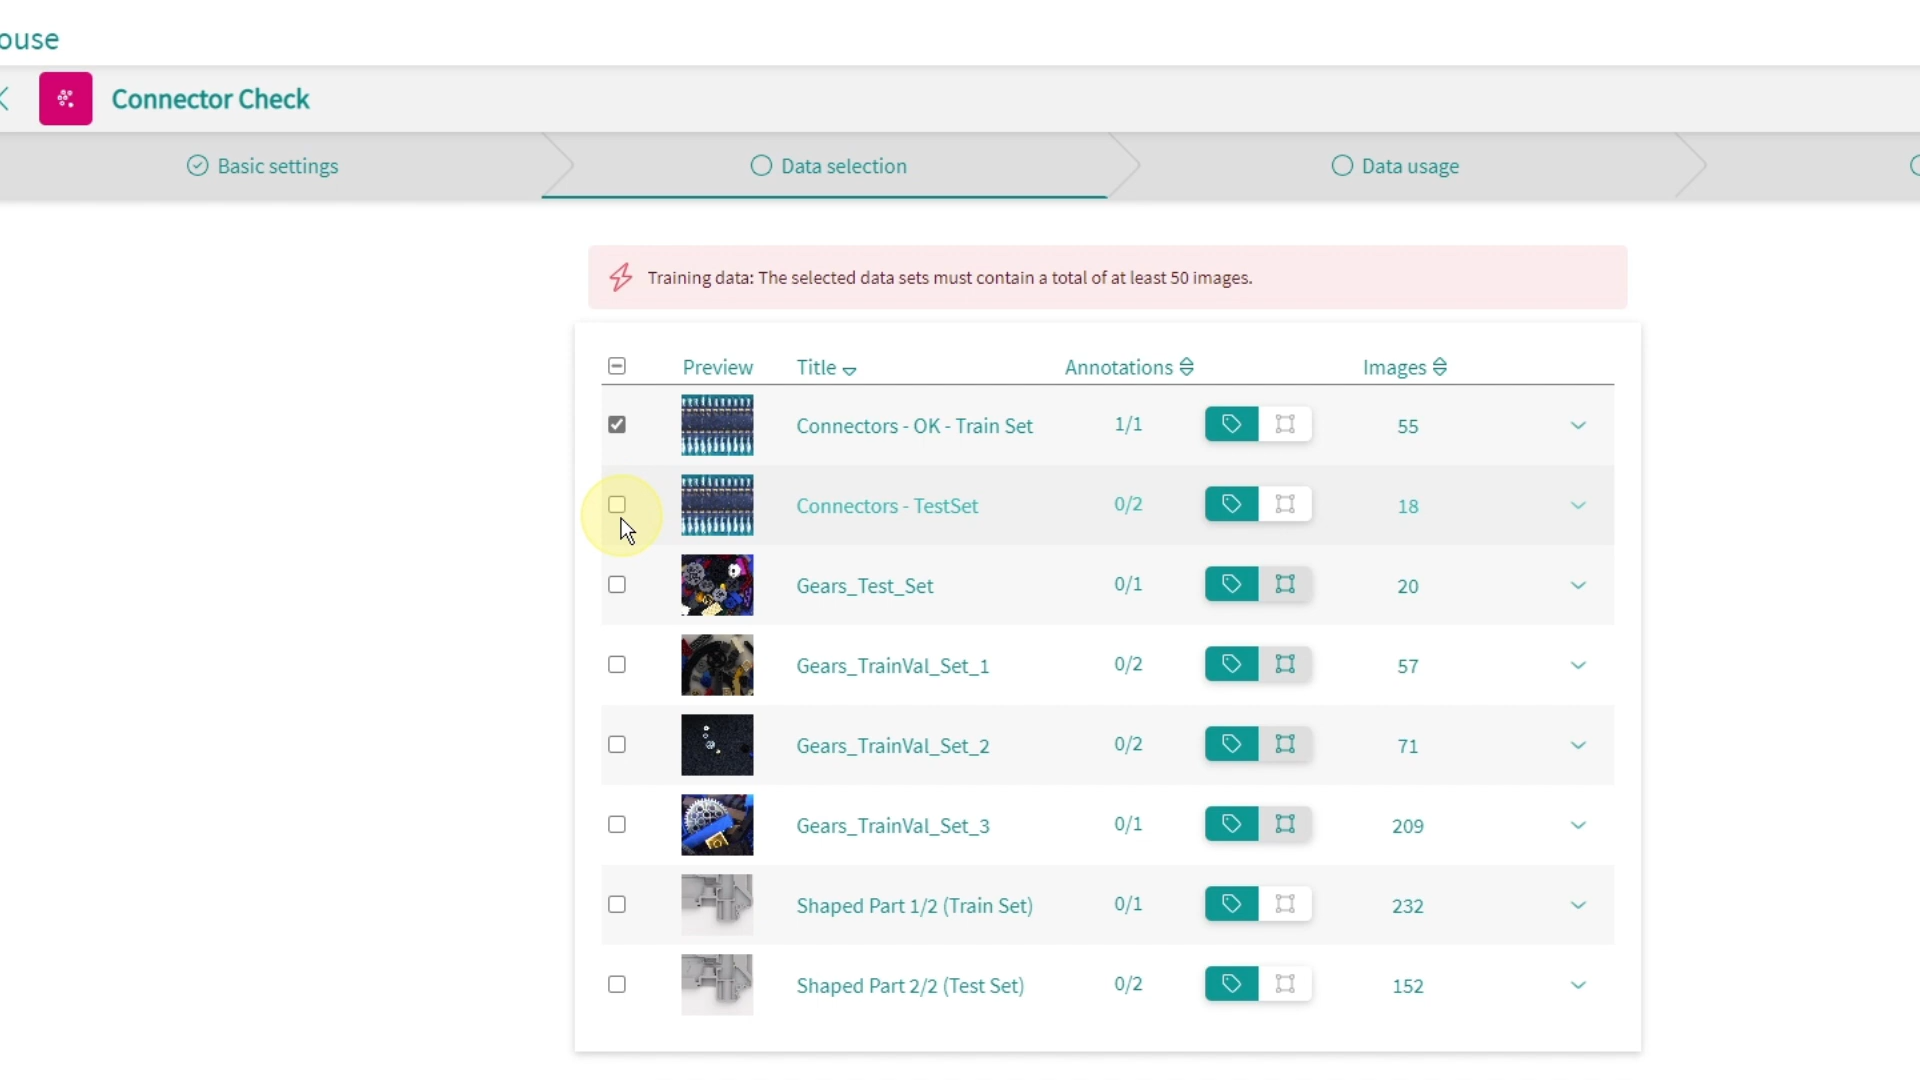 ouse
Connector Check
Basic settings
Data selection
Data usage
Training data: The selected data sets must contain a total of at least 50 images.
Preview Title Annotations Images
Connectors - OK - Train Set 1/1 55
Connectors - TestSet 0/2 18
Gears_Test_Set 0/1 20
Gears_TrainVal_Set_1 0/2 57
Gears_TrainVal_Set_2 0/2 71
Gears_TrainVal_Set_3 0/1 209
Shaped Part 1/2 (Train Set) 0/1 232
Shaped Part 2/2 (Test Set) 0/2 152